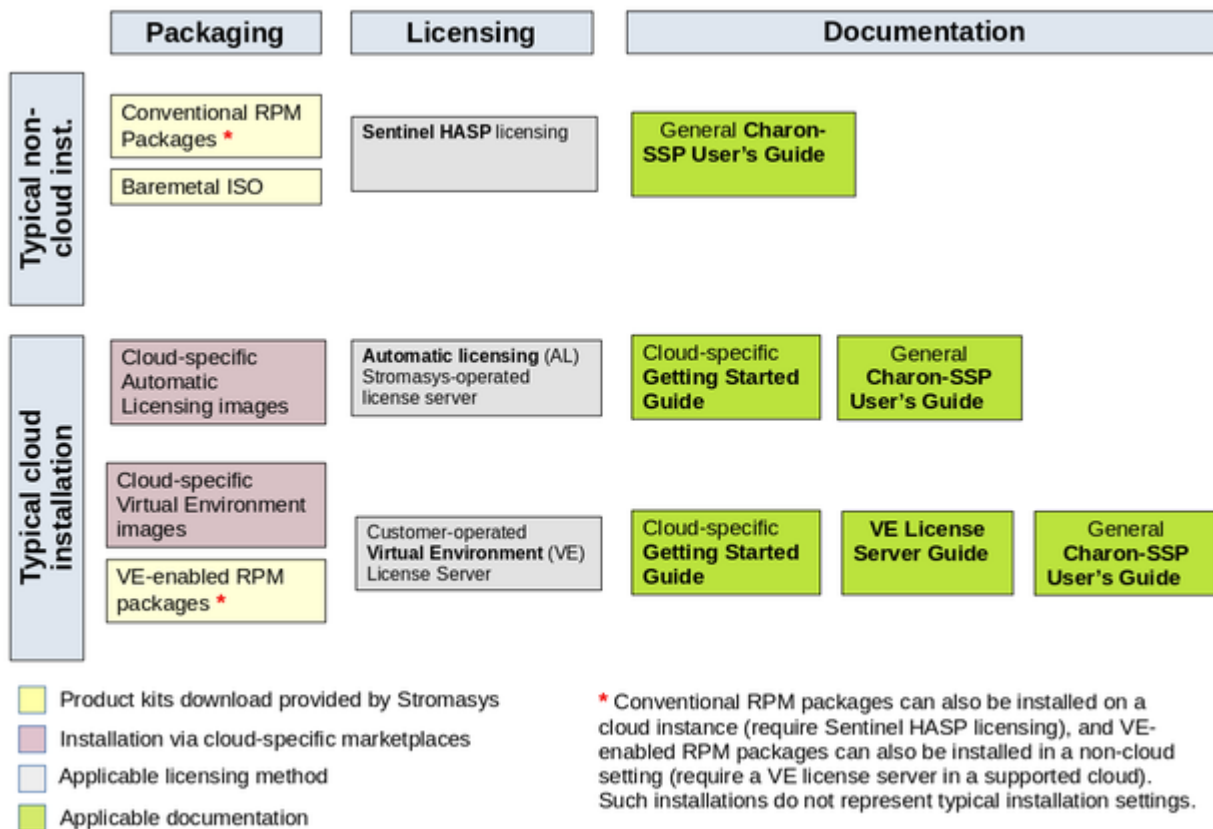 Packaging
Licensing
Documentation
Typical non-
cloud inst.
Conventional RPM
Packages *
Baremetal ISO
Sentinel HASP licensing
General Charon-
SSP User's Guide
Typical cloud
installation
Cloud-specific
Automatic
Licensing images
Automatic licensing (AL)
Stromasys-operated
license server
Cloud-specific
Getting Started
Guide
General
Charon-SSP
User's Guide
Cloud-specific
Virtual Environment
images
VE-enabled RPM
packages *
Customer-operated
Virtual Environment (VE)
License Server
Cloud-specific
Getting Started
Guide
VE License
Server Guide
General
Charon-SSP
User's Guide
Product kits download provided by Stromasys
Installation via cloud-specific marketplaces
Applicable licensing method
Applicable documentation
* Conventional RPM packages can also be installed on a
cloud instance (require Sentinel HASP licensing), and VE-
enabled RPM packages can also be installed in a non-cloud
setting (require a VE license server in a supported cloud).
Such installations do not represent typical installation settings.